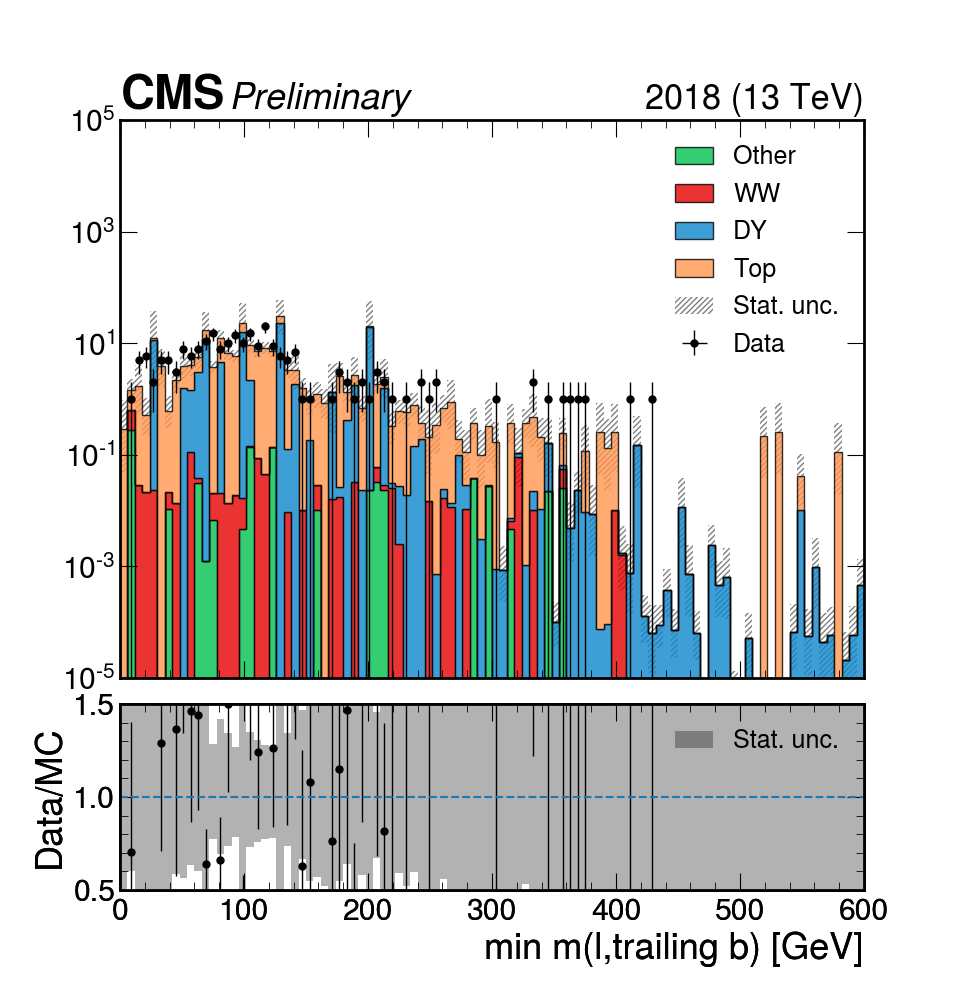 CMS Preliminary 2018 (13 TeV)
10^5
10^3
10^1
10^-1
10^-3
10^-5
Other
WW
DY
Top
Stat. unc.
Data
Data/MC
1.5
1.0
0.5
Stat. unc.
0 100 200 300 400 500 600
min m(l,trailing b) [GeV]